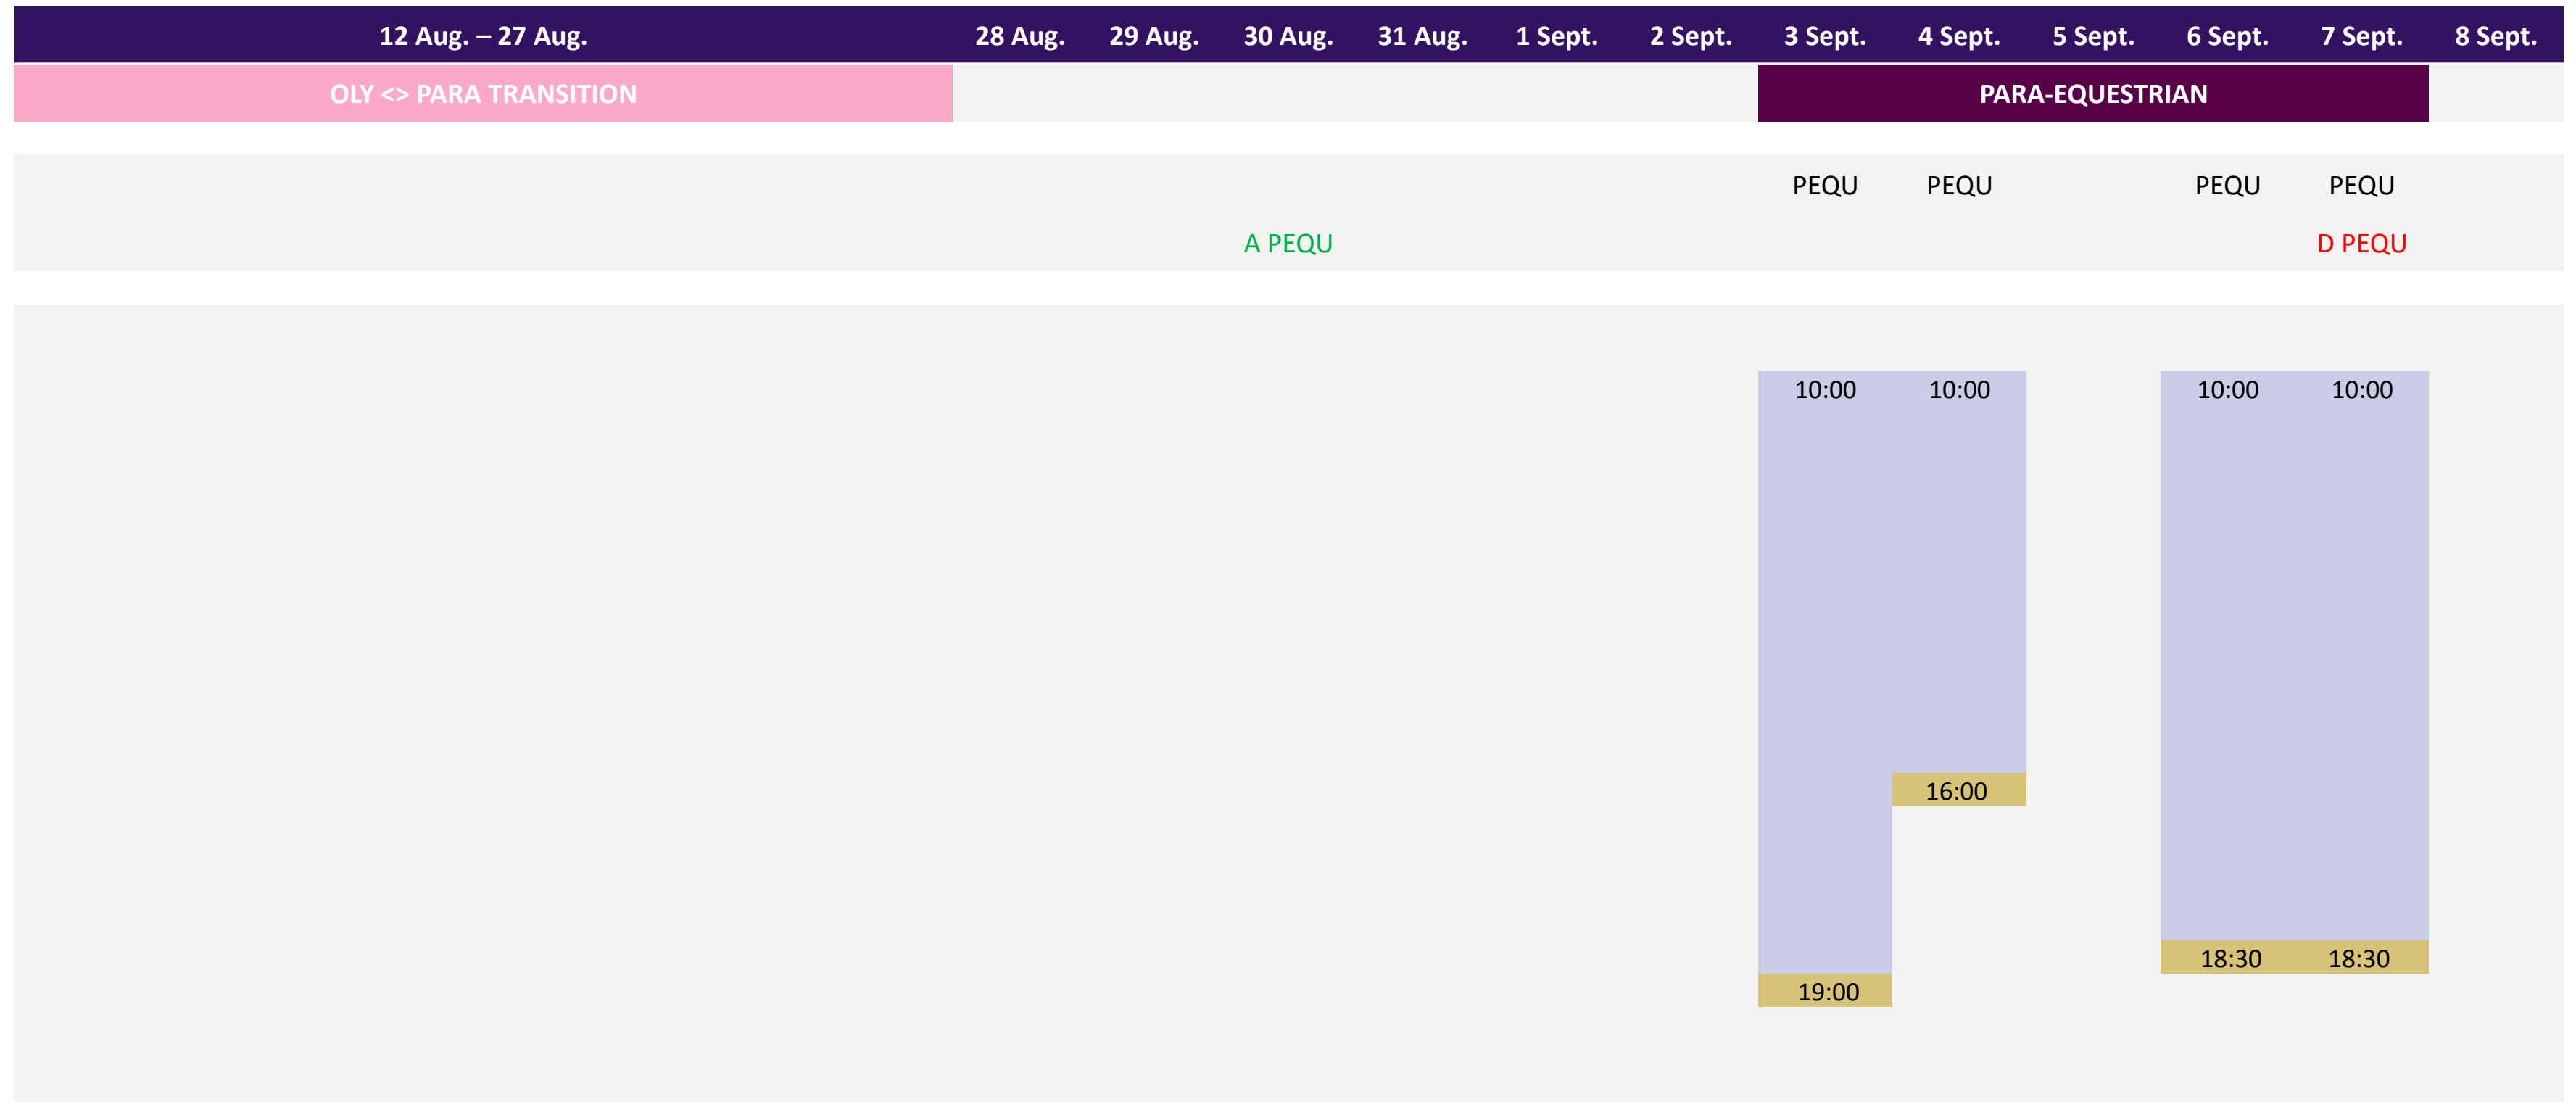 12 Aug. – 27 Aug. 28 Aug. 29 Aug. 30 Aug. 31 Aug. 1 Sept. 2 Sept. 3 Sept. 4 Sept. 5 Sept. 6 Sept. 7 Sept. 8 Sept.
OLY <> PARA TRANSITION PARA-EQUESTRIAN
PEQU PEQU PEQU PEQU
A PEQU D PEQU
10:00 10:00 10:00 10:00
16:00
18:30 18:30
19:00